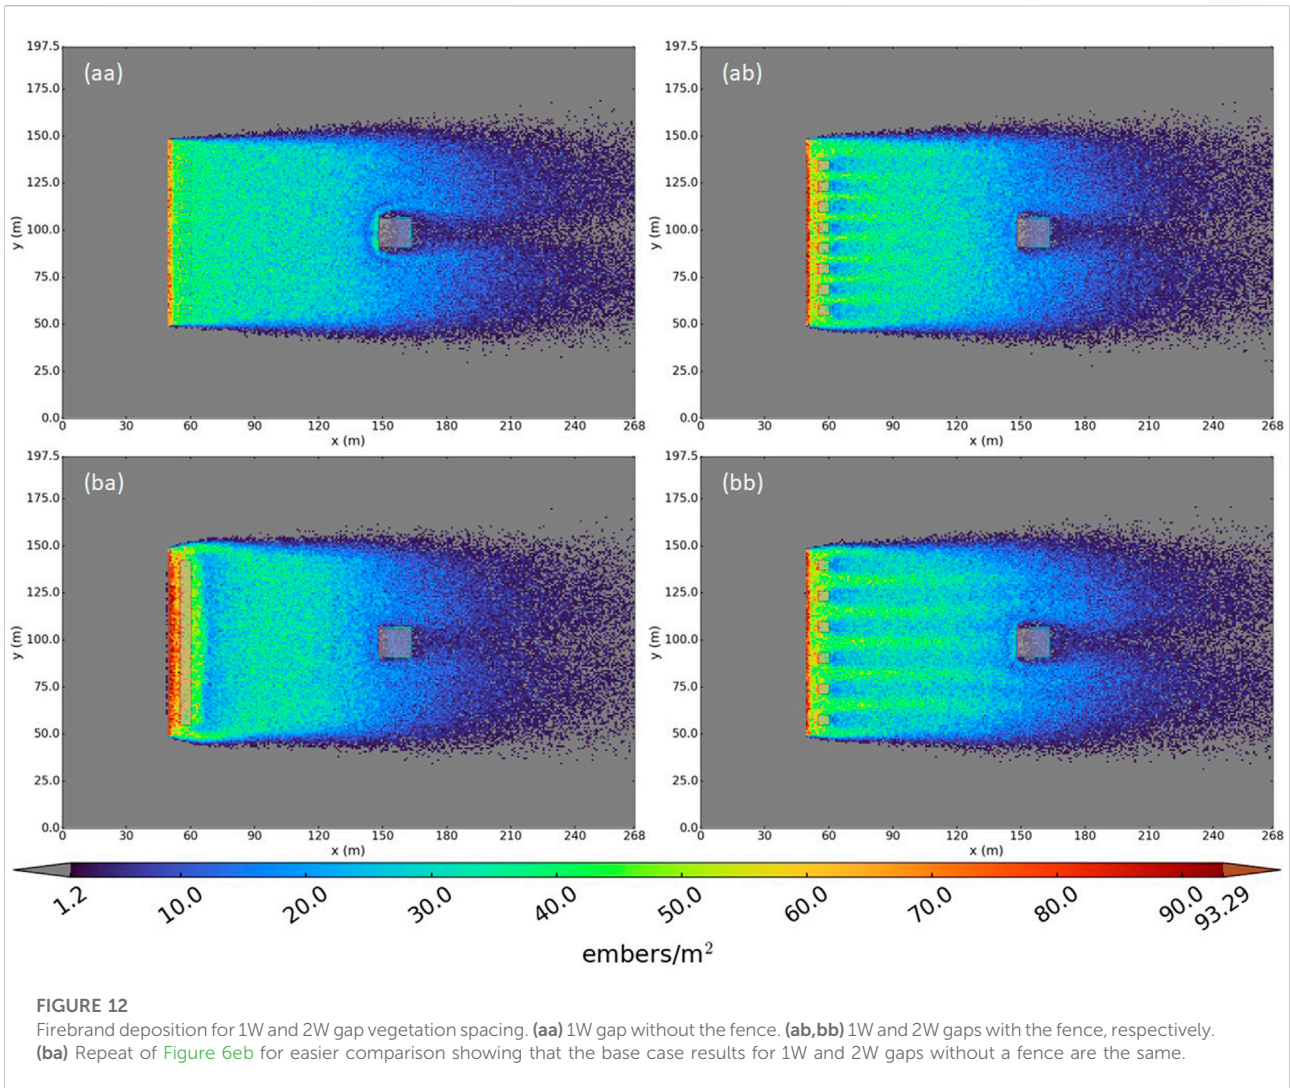 (aa)
197.5
175.0
150.0
125.0
100.0
75.0
50.0
25.0
0.0
y (m)
0 30 60 90 120 150 180 210 240 268
x (m)
(ab)
197.5
175.0
150.0
125.0
100.0
75.0
50.0
25.0
0.0
y (m)
0 30 60 90 120 150 180 210 240 268
x (m)
(ba)
197.5
175.0
150.0
125.0
100.0
75.0
50.0
25.0
0.0
y (m)
0 30 60 90 120 150 180 210 240 268
x (m)
(bb)
197.5
175.0
150.0
125.0
100.0
75.0
50.0
25.0
0.0
y (m)
0 30 60 90 120 150 180 210 240 268
x (m)
1.2 10.0 20.0 30.0 40.0 50.0 60.0 70.0 80.0 90.0 93.29
embers/m²
FIGURE 12
Firebrand deposition for 1W and 2W gap vegetation spacing. (aa) 1W gap without the fence. (ab,bb) 1W and 2W gaps with the fence, respectively.
(ba) Repeat of Figure 6eb for easier comparison showing that the base case results for 1W and 2W gaps without a fence are the same.